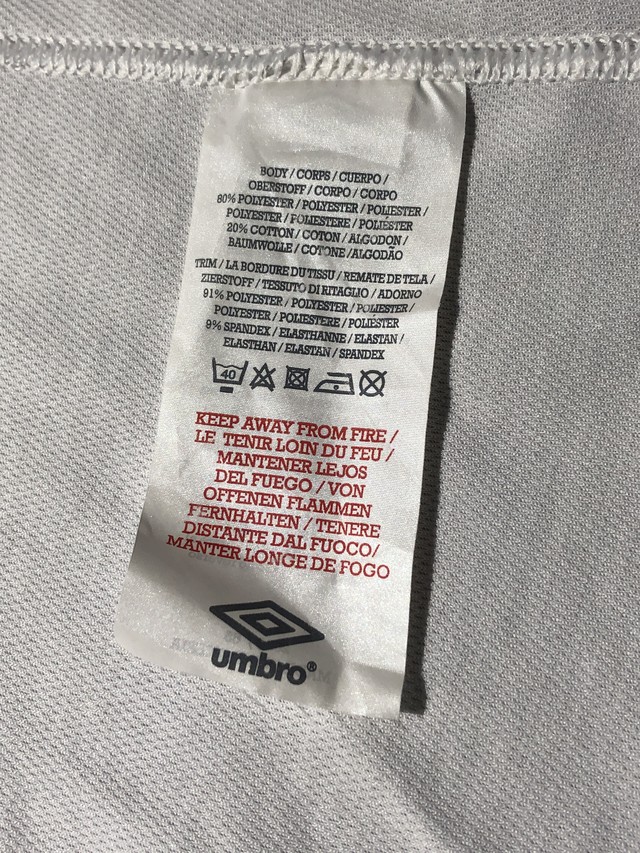 BODY / CORPS / CUERPO /
OBERSTOFF / CORPO / CORPO
80% POLYESTER / POLYESTER / POLIESTER /
POLYESTER / POLIESTERE / POLIÉSTER
20% COTTON / COTON / ALGODON /
BAUMWOLLE / COTONE /ALGODÃO
TRIM / LA BORDURE DU TISSU / REMATE DE TELA /
ZIERSTOFF / TESSUTO DI RITAGLIO / ADORNO
91% POLYESTER / POLYESTER / POLIESTER /
POLYESTER / POLIESTERE / POLIÉSTER
9% SPANDEX / ELASTHANNE / ELASTAN /
ELASTHAN / ELASTAN / SPANDEX
40
KEEP AWAY FROM FIRE /
LE TENIR LOIN DU FEU /
MANTENER LEJOS
DEL FUEGO / VON
OFFENEN FLAMMEN
FERNHALTEN / TENERE
DISTANTE DAL FUOCO/
MANTER LONGE DE FOGO
umbro®